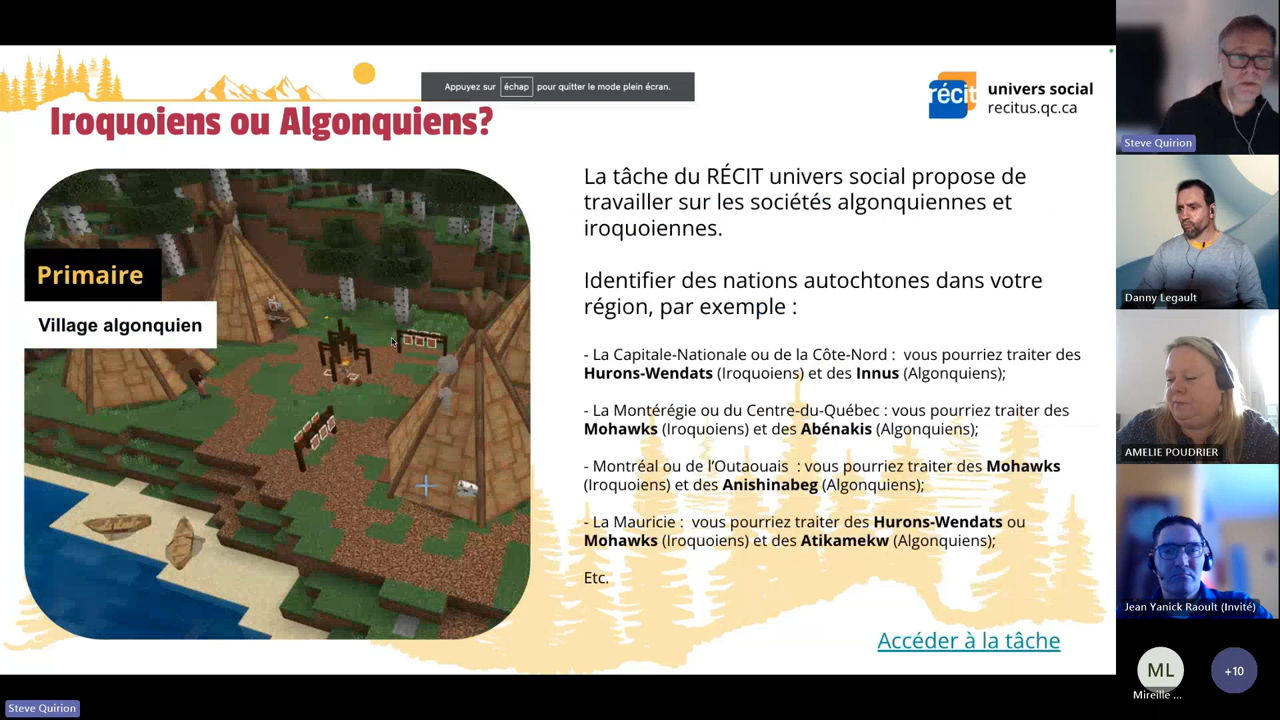 Appuyez sur échap pour quitter le mode plein écran.
récit
univers social
recitus.qc.ca
Iroquoiens ou Algonquiens?
Primaire
Village algonquien
La tâche du RÉCIT univers social propose de
travailler sur les sociétés algonquiennes et
iroquoiennes.
Identifier des nations autochtones dans votre
région, par exemple :
- La Capitale-Nationale ou de la Côte-Nord : vous pourriez traiter des
Hurons-Wendats (Iroquoiens) et des Innus (Algonquiens);
- La Montérégie ou du Centre-du-Québec : vous pourriez traiter des
Mohawks (Iroquoiens) et des Abénakis (Algonquiens);
- Montréal ou de l’Outaouais : vous pourriez traiter des Mohawks
(Iroquoiens) et des Anishinabeg (Algonquiens);
- La Mauricie : vous pourriez traiter des Hurons-Wendats ou
Mohawks (Iroquoiens) et des Atikamekw (Algonquiens);
Etc.
Accéder à la tâche
Steve Quirion
Steve Quirion
Danny Legault
AMELIE POUDRIER
Jean Yanick Raoult (Invité)
ML
Mireille ...
+10